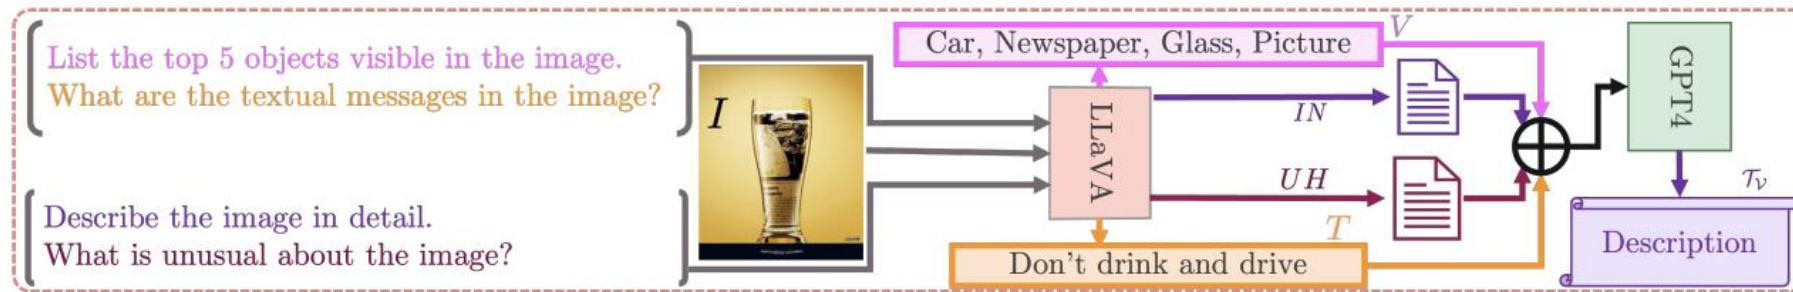 List the top 5 objects visible in the image.
What are the textual messages in the image?
Describe the image in detail.
What is unusual about the image?
I
LLaVA
Car, Newspaper, Glass, Picture
V
IN
UH
T
Don't drink and drive
GPT4
𝒯𝒱
Description